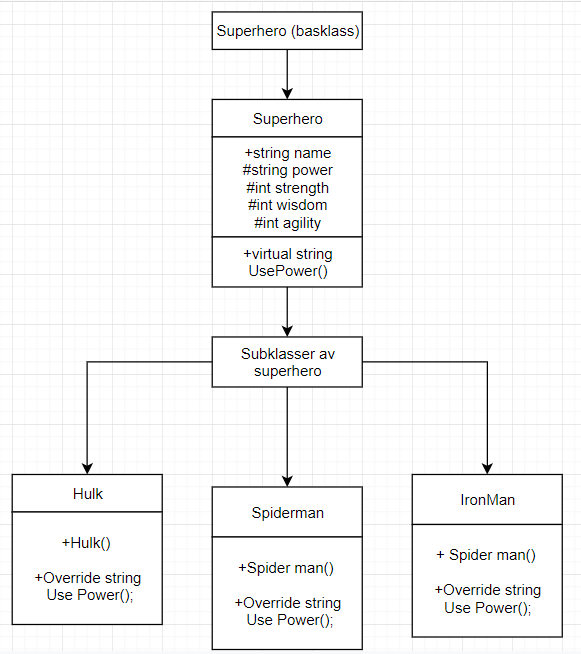 Superhero (basklass)
Superhero
+string name
#string power
#int strength
#int wisdom
#int agility
+virtual string
UsePower()
Subklasser av
superhero
Hulk
+Hulk()
+Override string
Use Power();
Spiderman
+Spider man()
+Override string
Use Power();
IronMan
+ Spider man()
+Override string
Use Power();